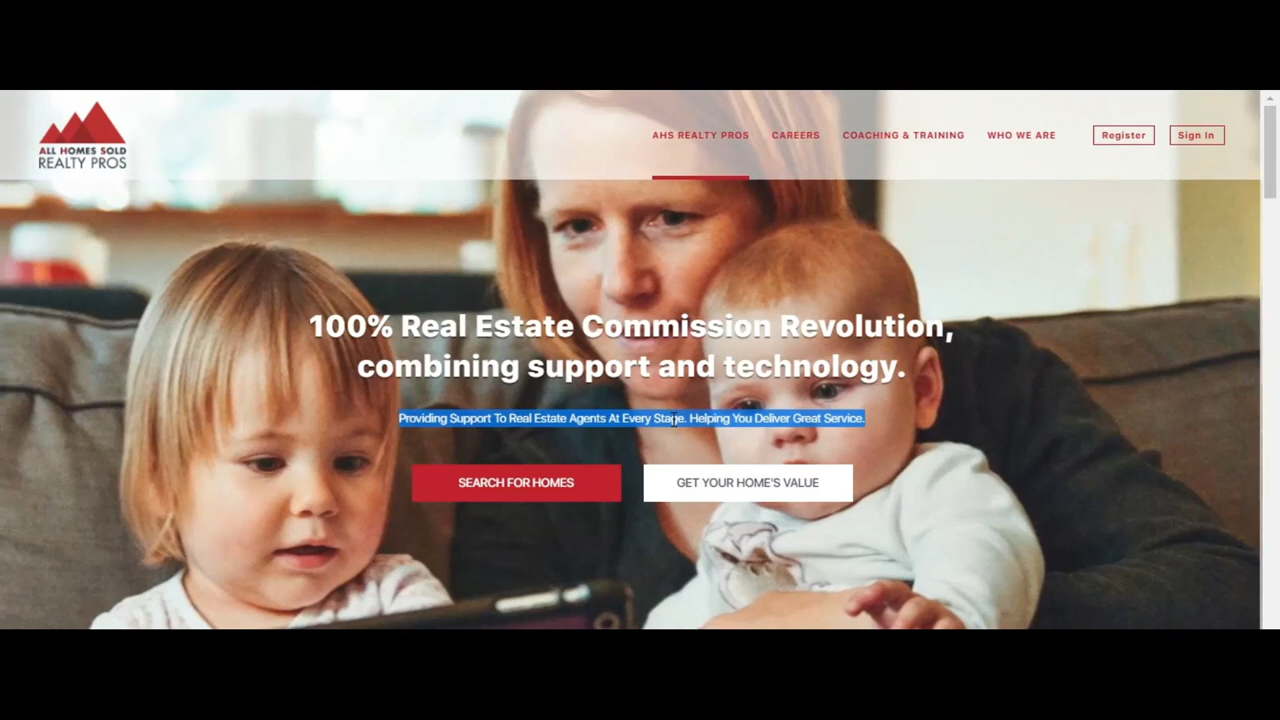 ALL HOMES SOLD
REALTY PROS
AHS REALTY PROS CAREERS COACHING & TRAINING WHO WE ARE Register Sign In
100% Real Estate Commission Revolution,
combining support and technology.
Providing Support To Real Estate Agents At Every Stage. Helping You Deliver Great Service.
SEARCH FOR HOMES GET YOUR HOME'S VALUE